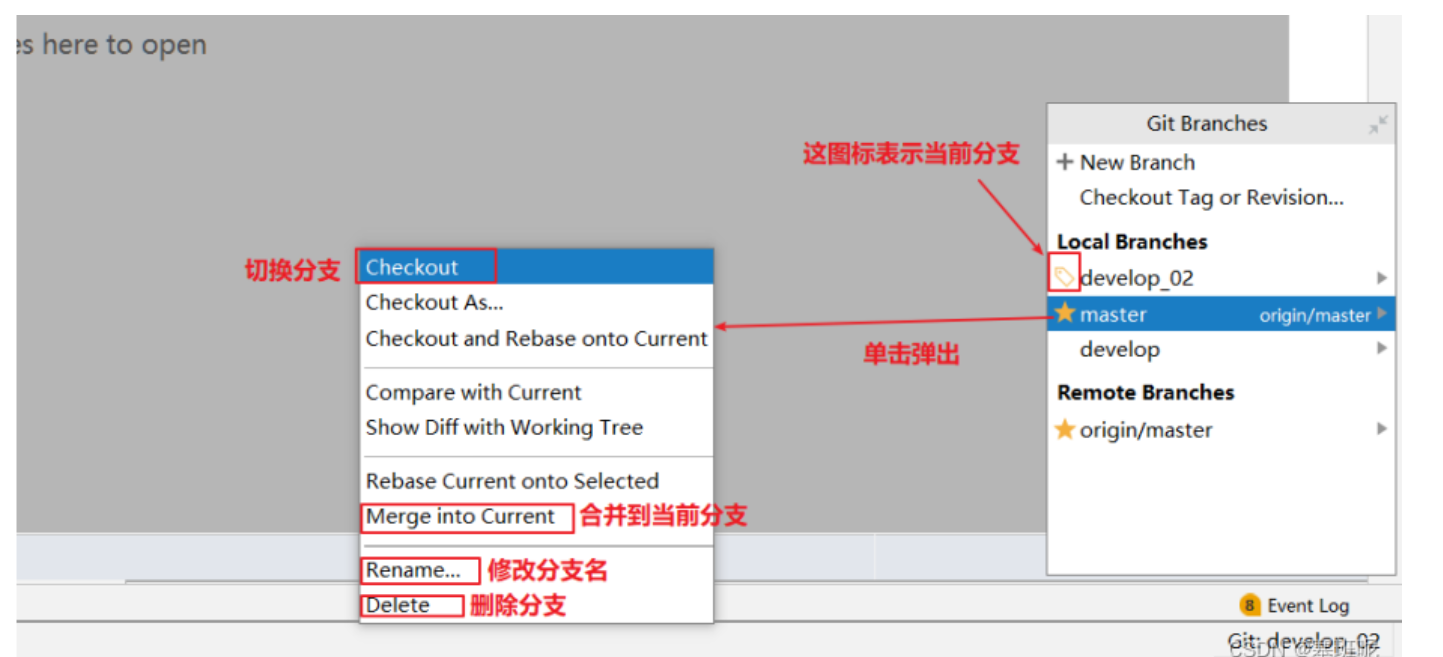 es here to open
Git Branches
这图标表示当前分支
+ New Branch
Checkout Tag or Revision...
Local Branches
develop_02
master origin/master
develop
Remote Branches
origin/master
切换分支
Checkout
Checkout As...
Checkout and Rebase onto Current
单击弹出
Compare with Current
Show Diff with Working Tree
Rebase Current onto Selected
Merge into Current 合并到当前分支
Rename... 修改分支名
Delete 删除分支
8 Event Log
Git: develop_02
CSDN